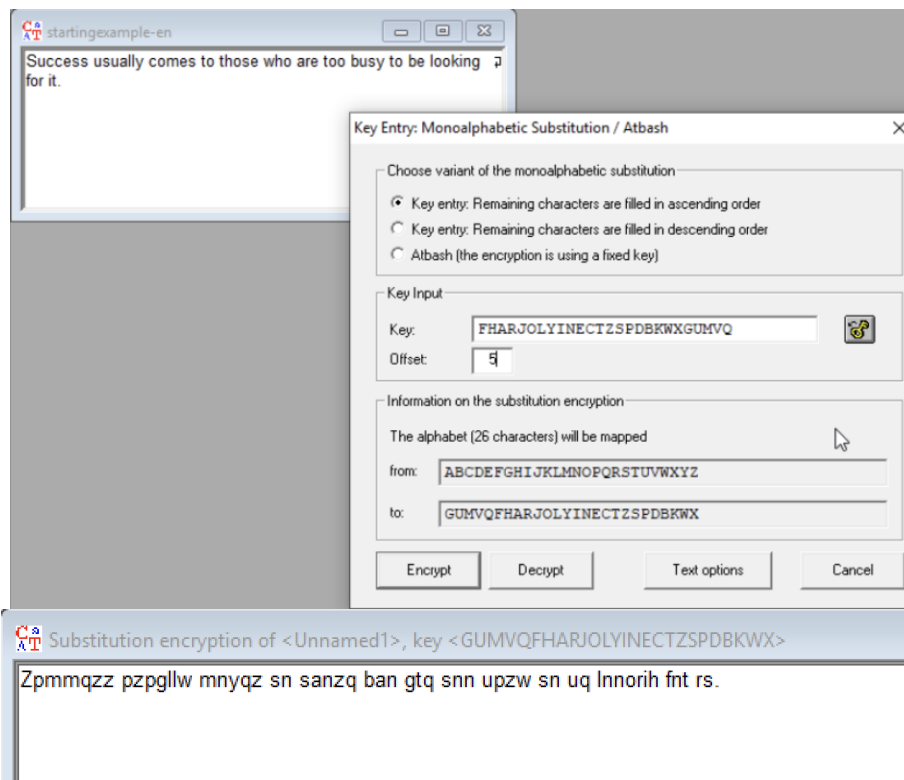 startingexample-en
Success usually comes to those who are too busy to be looking
for it.
Key Entry: Monoalphabetic Substitution / Atbash
Choose variant of the monoalphabetic substitution
Key entry: Remaining characters are filled in ascending order
Key entry: Remaining characters are filled in descending order
Atbash (the encryption is using a fixed key)
Key Input
Key: FHARJOLYINECTZSPDBKWXGUMVQ
Offset: 5
Information on the substitution encryption
The alphabet (26 characters) will be mapped
from: ABCDEFGHIJKLMNOPQRSTUVWXYZ
to: GUMVQFHARJOLYINECTZSPDBKWX
Encrypt Decrypt Text options Cancel
Substitution encryption of <Unnamed1>, key <GUMVQFHARJOLYINECTZSPDBKWX>
Zpmmqzz pzpgllw mnyqz sn sanzq ban gtq snn upzw sn uq lnnorih fnt rs.